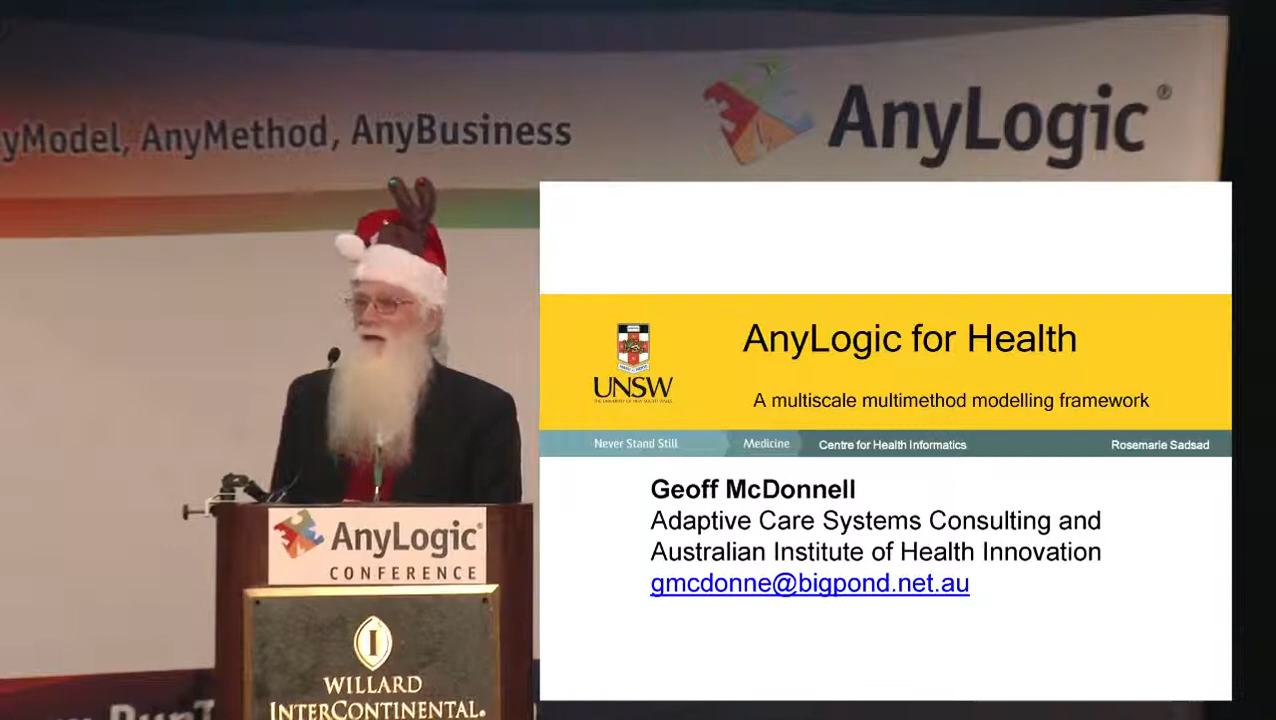 yModel, AnyMethod, AnyBusiness
AnyLogic®
AnyLogic for Health
UNSW
A multiscale multimethod modelling framework
Never Stand Still
Medicine
Centre for Health Informatics
Rosemarie Sadsad
Geoff McDonnell
Adaptive Care Systems Consulting and
Australian Institute of Health Innovation
gmcdonne@bigpond.net.au
AnyLogic®
CONFERENCE
I
WILLARD
INTERCONTINENTAL.